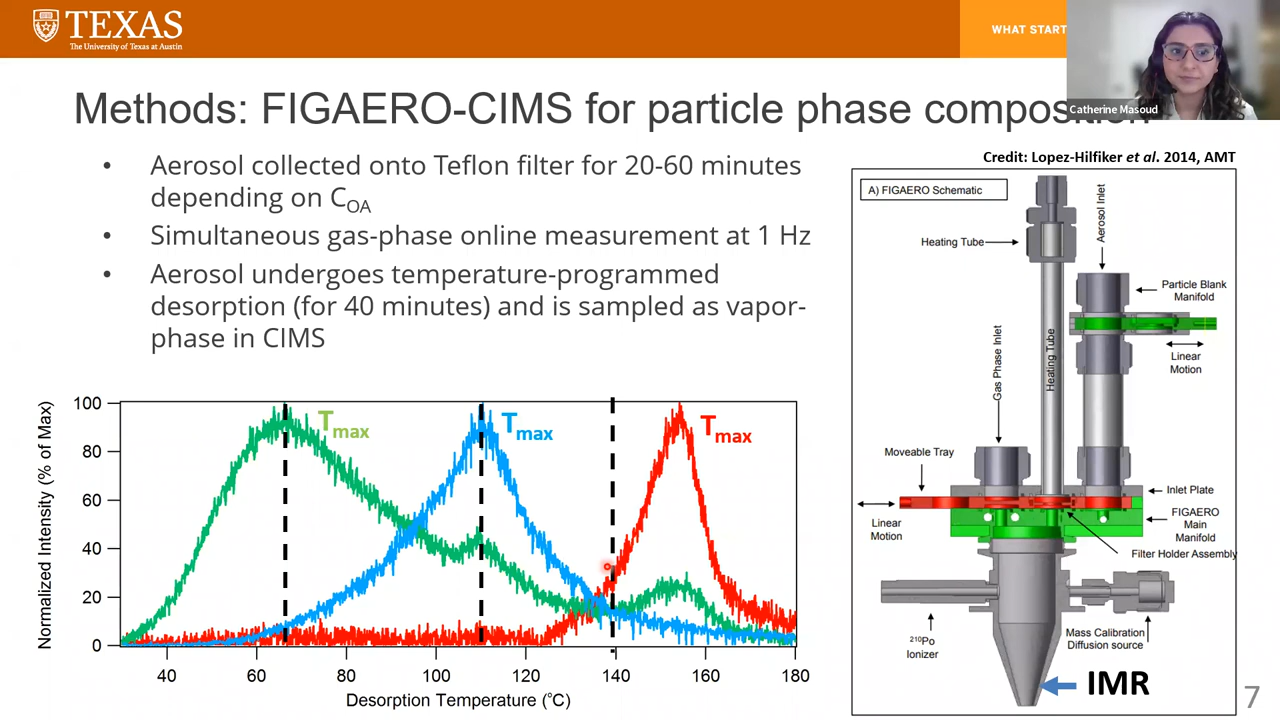 TEXAS
The University of Texas at Austin
WHAT START
Catherine Masoud
Methods: FIGAERO-CIMS for particle phase composition
• Aerosol collected onto Teflon filter for 20-60 minutes
depending on COA
• Simultaneous gas-phase online measurement at 1 Hz
• Aerosol undergoes temperature-programmed
desorption (for 40 minutes) and is sampled as vapor-
phase in CIMS
Credit: Lopez-Hilfiker et al. 2014, AMT
A) FIGAERO Schematic
Heating Tube
Aerosol Inlet
Particle Blank
Manifold
Linear
Motion
Gas Phase Inlet
Heating Tube
Moveable Tray
Inlet Plate
Linear
Motion
FIGAERO
Main
Manifold
Filter Holder Assembly
210Po
Ionizer
Mass Calibration
Diffusion source
IMR
Normalized Intensity (% of Max)
100
80
60
40
20
0
Tmax
Tmax
Tmax
40
60
80
100
120
140
160
180
Desorption Temperature (°C)
7